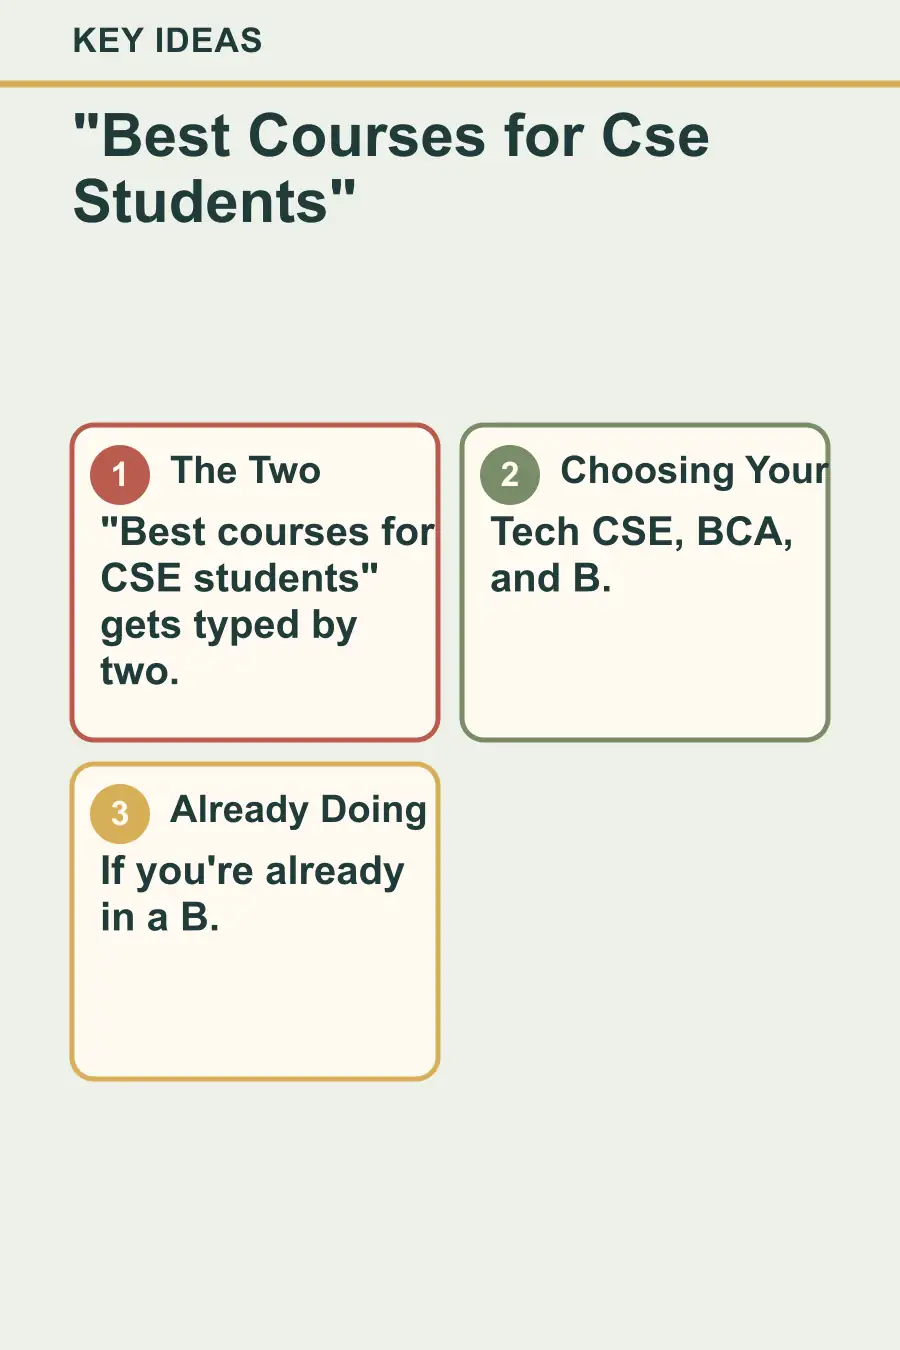 KEY IDEAS
"Best Courses for Cse
Students"
1 The Two
"Best courses for
CSE students"
gets typed by
two.
2 Choosing Your
Tech CSE, BCA,
and B.
3 Already Doing
If you're already
in a B.